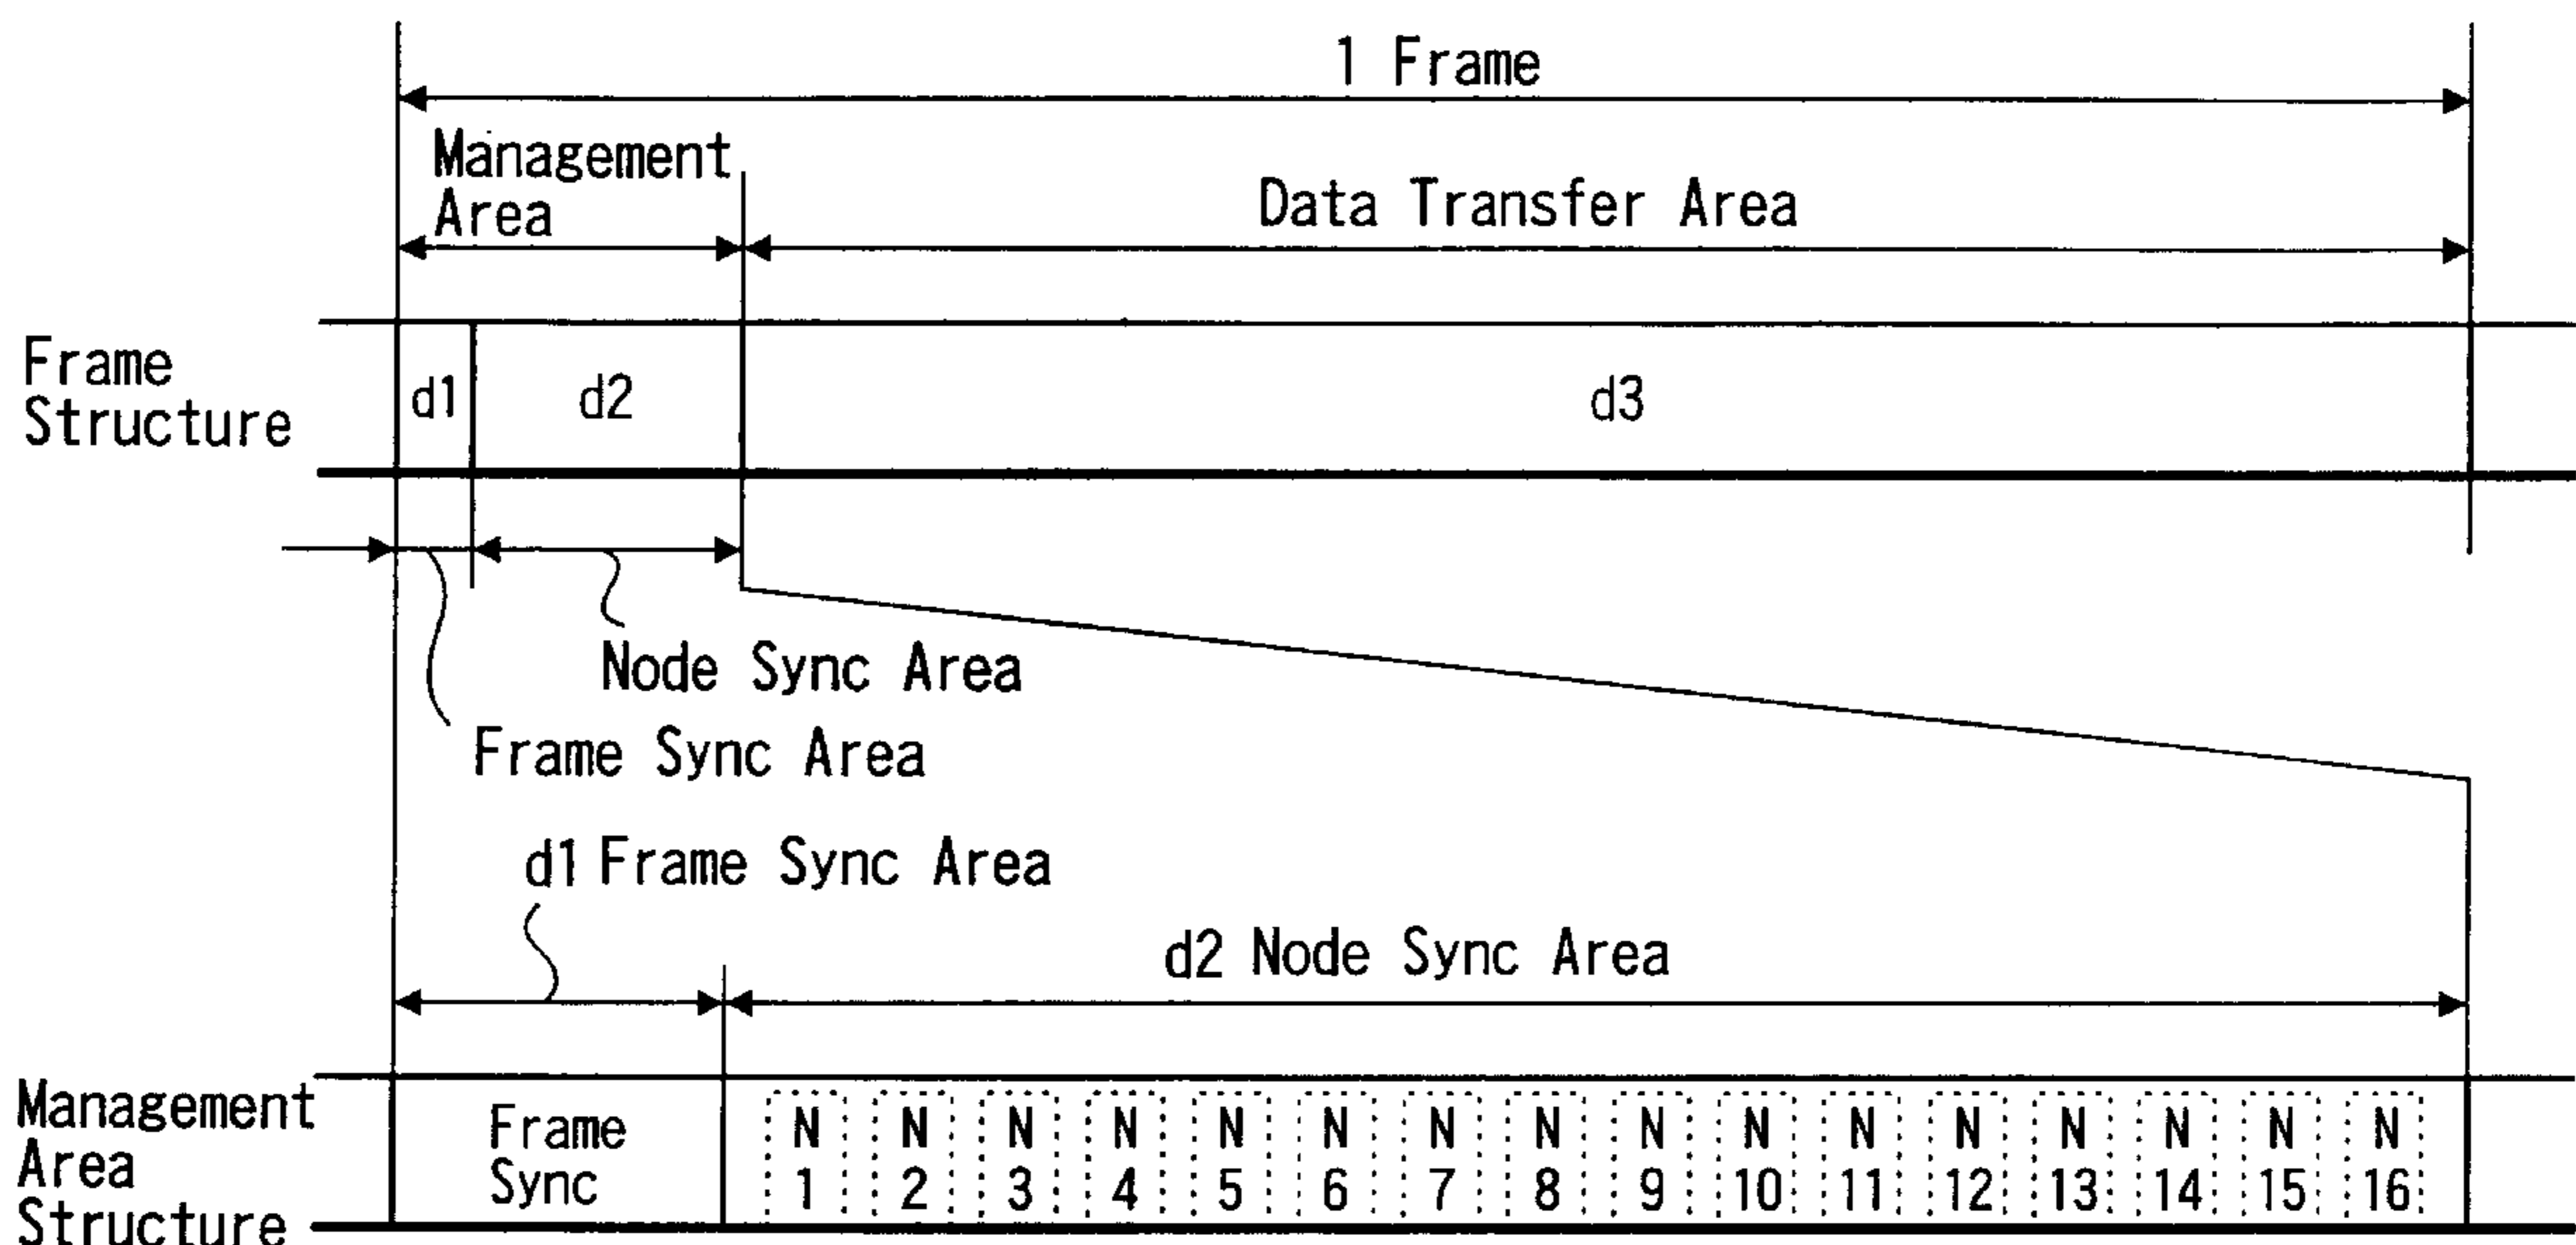 1 Frame
Management
Area
Data Transfer Area
Frame
Structure
d1
d2
d3
Node Sync Area
Frame Sync Area
d1 Frame Sync Area
d2 Node Sync Area
Management
Area
Structure
Frame
Sync
N N N N N N N N N N N N N N N N
1 2 3 4 5 6 7 8 9 10 11 12 13 14 15 16